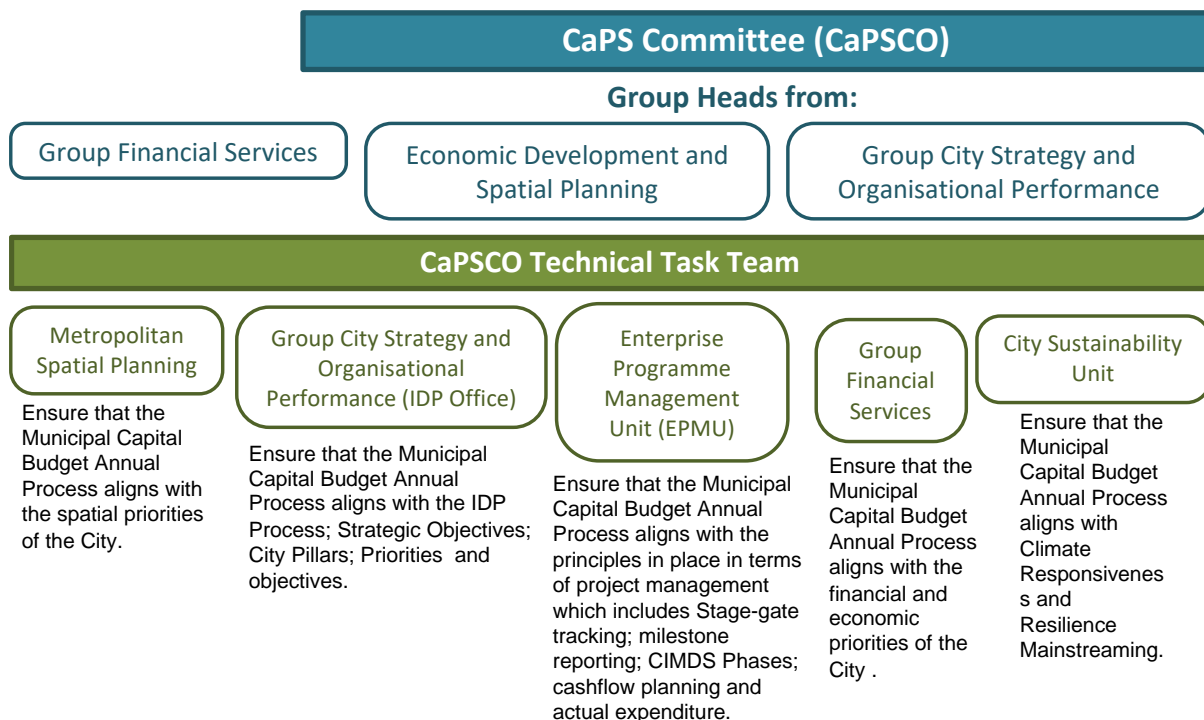 CaPS Committee (CaPSCO)
Group Heads from:
Group Financial Services
Economic Development and
Spatial Planning
Group City Strategy and
Organisational Performance
CaPSCO Technical Task Team
Metropolitan
Spatial Planning
Ensure that the
Municipal Capital
Budget Annual
Process aligns with
the spatial priorities
of the City.
Group City Strategy and
Organisational
Performance (IDP Office)
Ensure that the Municipal
Capital Budget Annual
Process aligns with the IDP
Process; Strategic Objectives;
City Pillars; Priorities and
objectives.
Enterprise
Programme
Management
Unit (EPMU)
Ensure that the Municipal
Capital Budget Annual
Process aligns with the
principles in place in terms
of project management
which includes Stage-gate
tracking; milestone
reporting; CIMDS Phases;
cashflow planning and
actual expenditure.
Group
Financial
Services
Ensure that the
Municipal
Capital Budget
Annual Process
aligns with the
financial and
economic
priorities of the
City .
City Sustainability
Unit
Ensure that the
Municipal
Capital Budget
Annual Process
aligns with
Climate
Responsivenes
s and
Resilience
Mainstreaming.